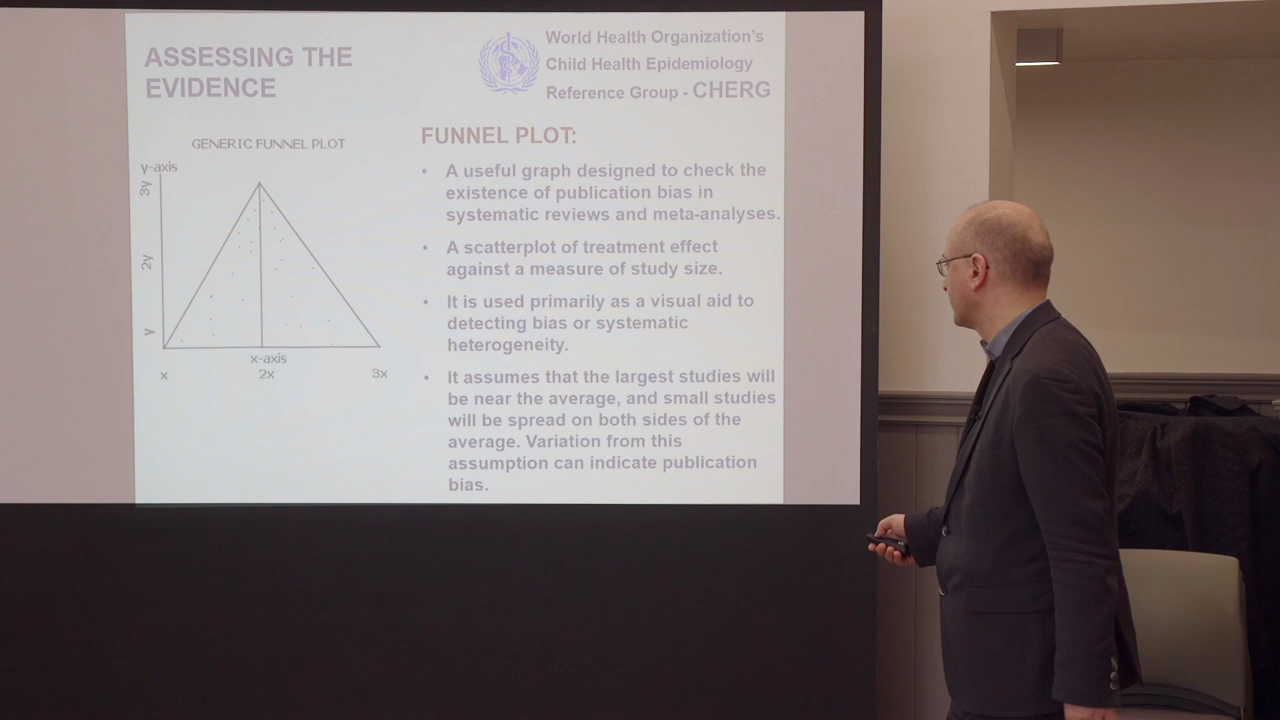 ASSESSING THE
EVIDENCE
World Health Organization's
Child Health Epidemiology
Reference Group - CHERG
GENERIC FUNNEL PLOT
y-axis
3y
2y
y
x-axis
x
2x
3x
FUNNEL PLOT:
• A useful graph designed to check the
existence of publication bias in
systematic reviews and meta-analyses.
• A scatterplot of treatment effect
against a measure of study size.
• It is used primarily as a visual aid to
detecting bias or systematic
heterogeneity.
• It assumes that the largest studies will
be near the average, and small studies
will be spread on both sides of the
average. Variation from this
assumption can indicate publication
bias.